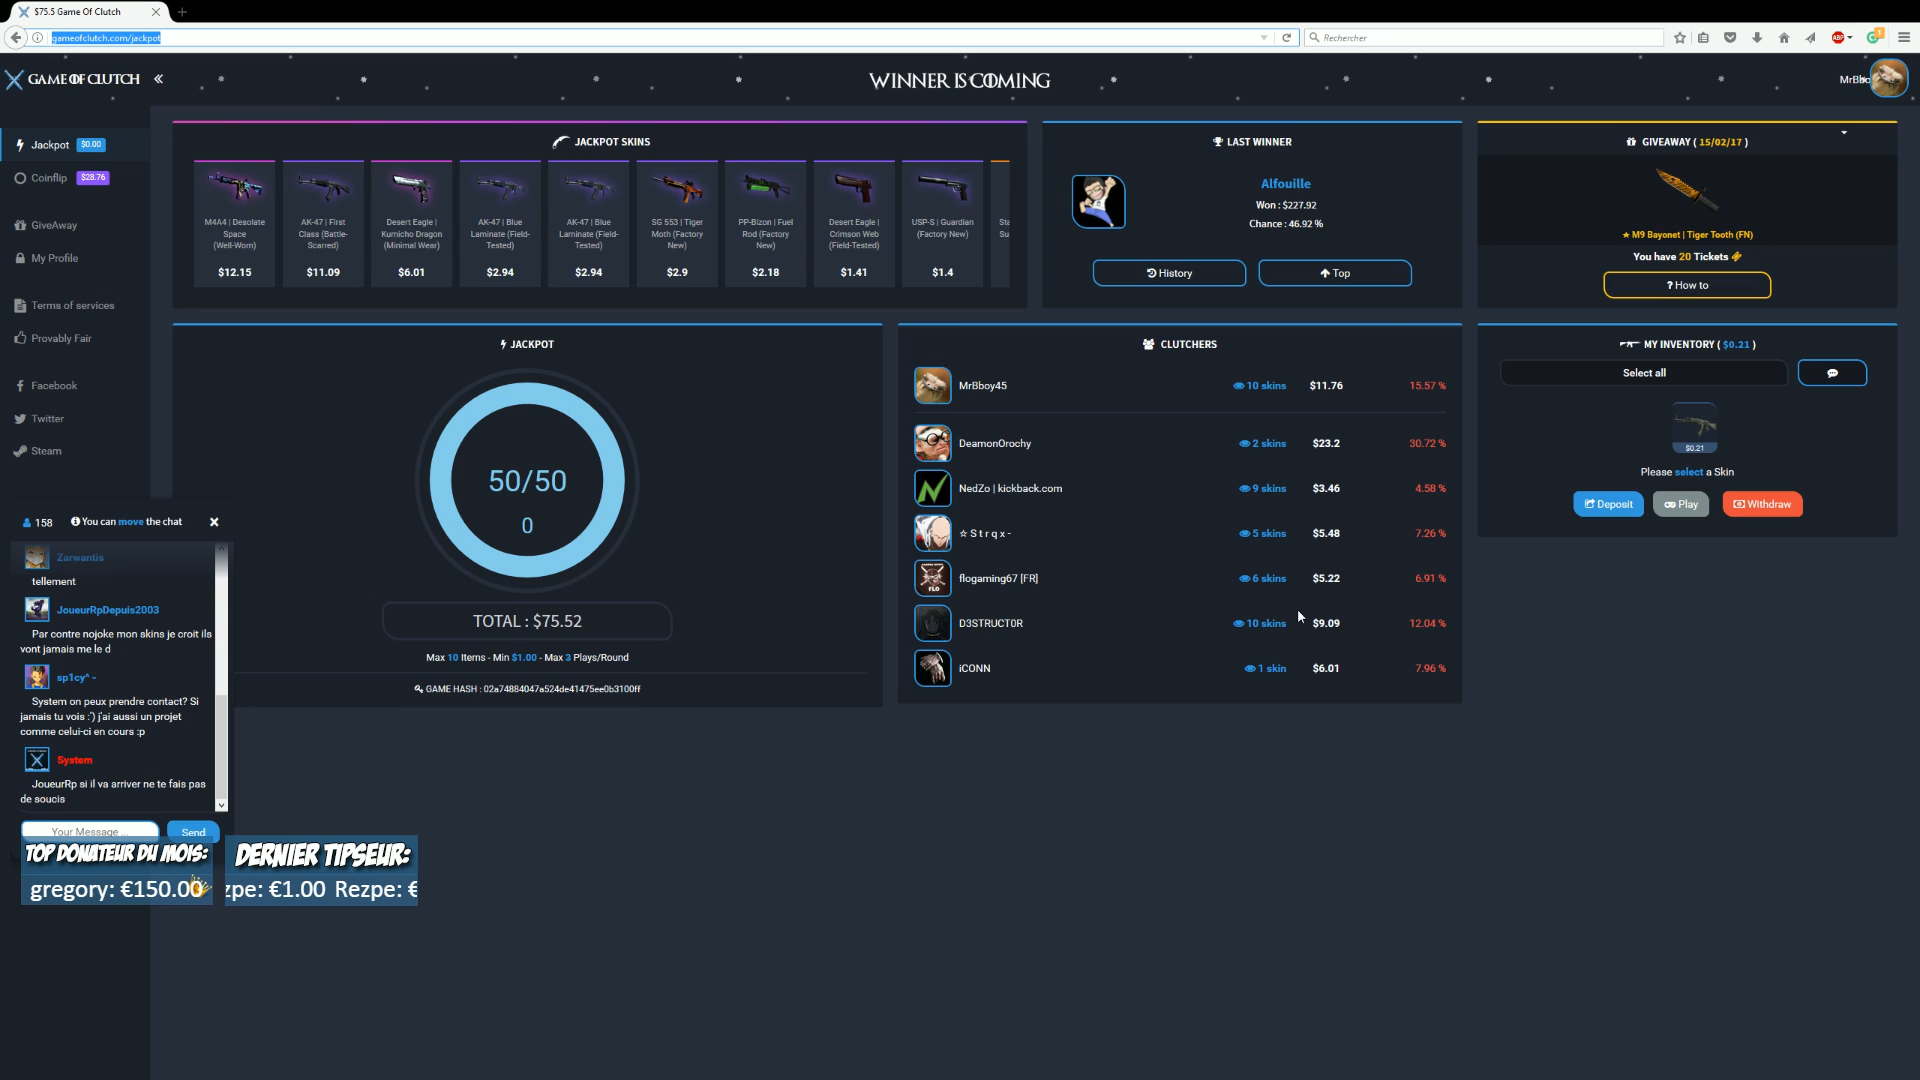 $75.5 Game Of Clutch
gameofclutch.com/jackpot
Rechercher
GAME OF CLUTCH
WINNER IS COMING
Jackpot $0.00
Coinflip $28.76
GiveAway
My Profile
Terms of services
Provably Fair
Facebook
Twitter
Steam
JACKPOT SKINS
M4A4 | Desolate Space (Well-Worn)
$12.15
AK-47 | First Class (Battle-Scarred)
$11.09
Desert Eagle | Kumicho Dragon (Minimal Wear)
$6.01
AK-47 | Blue Laminate (Field-Tested)
$2.94
AK-47 | Blue Laminate (Field-Tested)
$2.94
SG 553 | Tiger Moth (Factory New)
$2.9
PP-Bizon | Fuel Rod (Factory New)
$2.18
Desert Eagle | Crimson Web (Field-Tested)
$1.41
USP-S | Guardian (Factory New)
$1.4
LAST WINNER
Alfouille
Won : $227.92
Chance : 46.92 %
History
Top
GIVEAWAY ( 15/02/17 )
★ M9 Bayonet | Tiger Tooth (FN)
You have 20 Tickets
? How to
JACKPOT
50/50
0
TOTAL : $75.52
Max 10 Items - Min $1.00 - Max 3 Plays/Round
GAME HASH : 02a74884047a524de41475ee0b3100ff
CLUTCHERS
MrBboy45 10 skins $11.76 15.57 %
DeamonOrochy 2 skins $23.2 30.72 %
NedZo | kickback.com 9 skins $3.46 4.58 %
☆ S t r q x - 5 skins $5.48 7.26 %
flogaming67 [FR] 6 skins $5.22 6.91 %
D3STRUCT0R 10 skins $9.09 12.04 %
iCONN 1 skin $6.01 7.96 %
MY INVENTORY ( $0.21 )
Select all
$0.21
Please select a Skin
Deposit
Play
Withdraw
158 You can move the chat
Zarwantis
tellement
JoueurRpDepuis2003
Par contre nojoke mon skins je croit ils
vont jamais me le d
sp1cy^ -
System on peux prendre contact? Si
jamais tu vois :') j'ai aussi un projet
comme celui-ci en cours :p
System
JoueurRp si il va arriver ne te fais pas
de soucis
Your Message ...
Send
TOP DONATEUR DU MOIS:
gregory: €150.00
DERNIER TIPSEUR:
zpe: €1.00 Rezpe: €